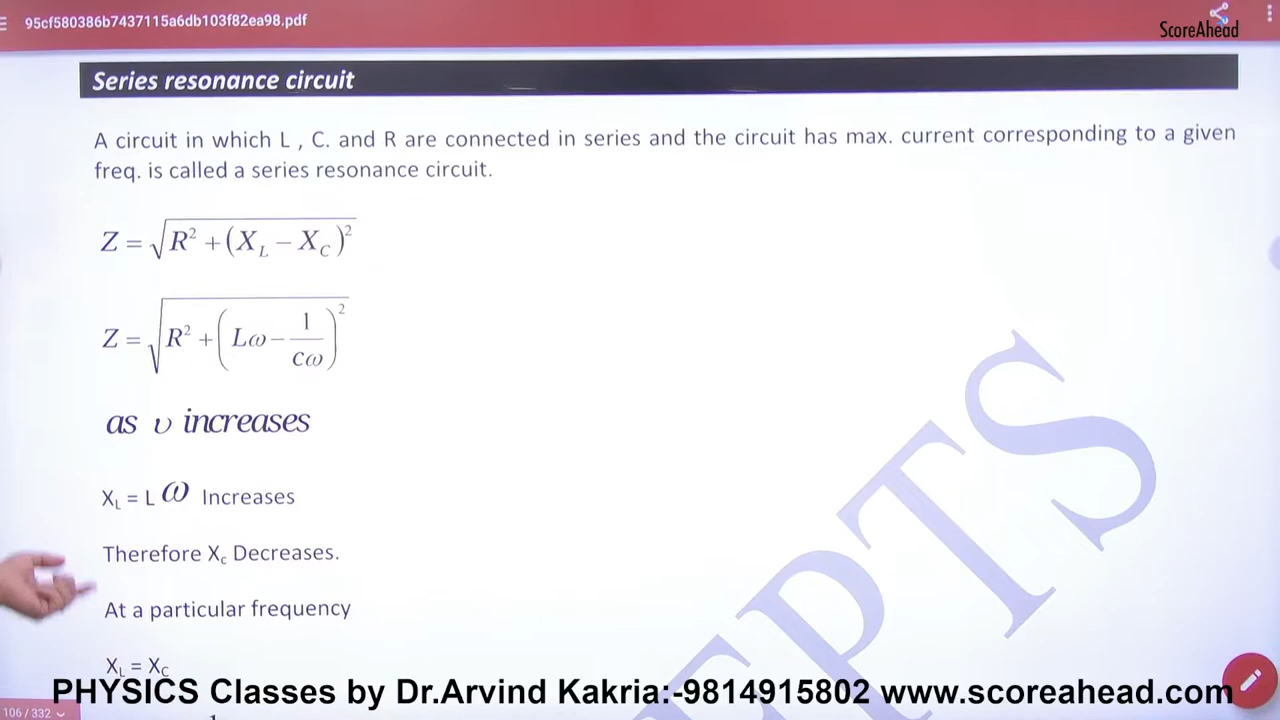 95cf580386b7437115a6db103f82ea98.pdf
ScoreAhead
Series resonance circuit
A circuit in which L , C. and R are connected in series and the circuit has max. current corresponding to a given
freq. is called a series resonance circuit.
Z = √(R² + (X_L − X_C)²)
Z = √(R² + (Lω − 1/cω)²)
as υ increases
X_L = L ω Increases
Therefore X_c Decreases.
At a particular frequency
X_L = X_C
PHYSICS Classes by Dr.Arvind Kakria:-9814915802 www.scoreahead.com
106 / 332
EPTS